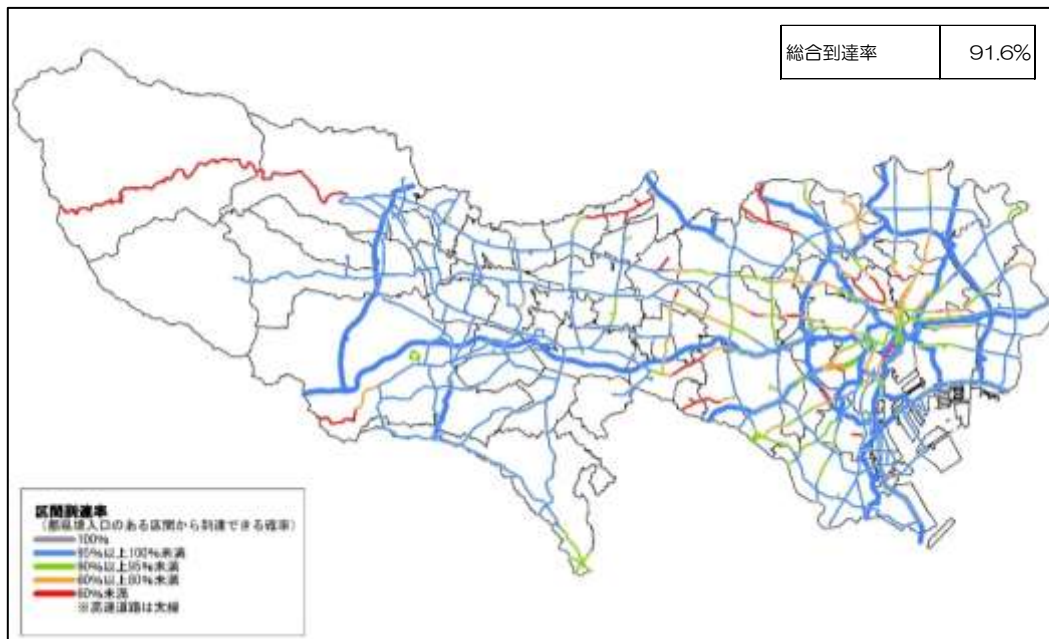 総合到達率 91.6%
区間到達率
（都県境入口のある区間から到達できる確率）
100%
95%以上100%未満
90%以上95%未満
80%以上90%未満
80%未満
※高速道路は太線